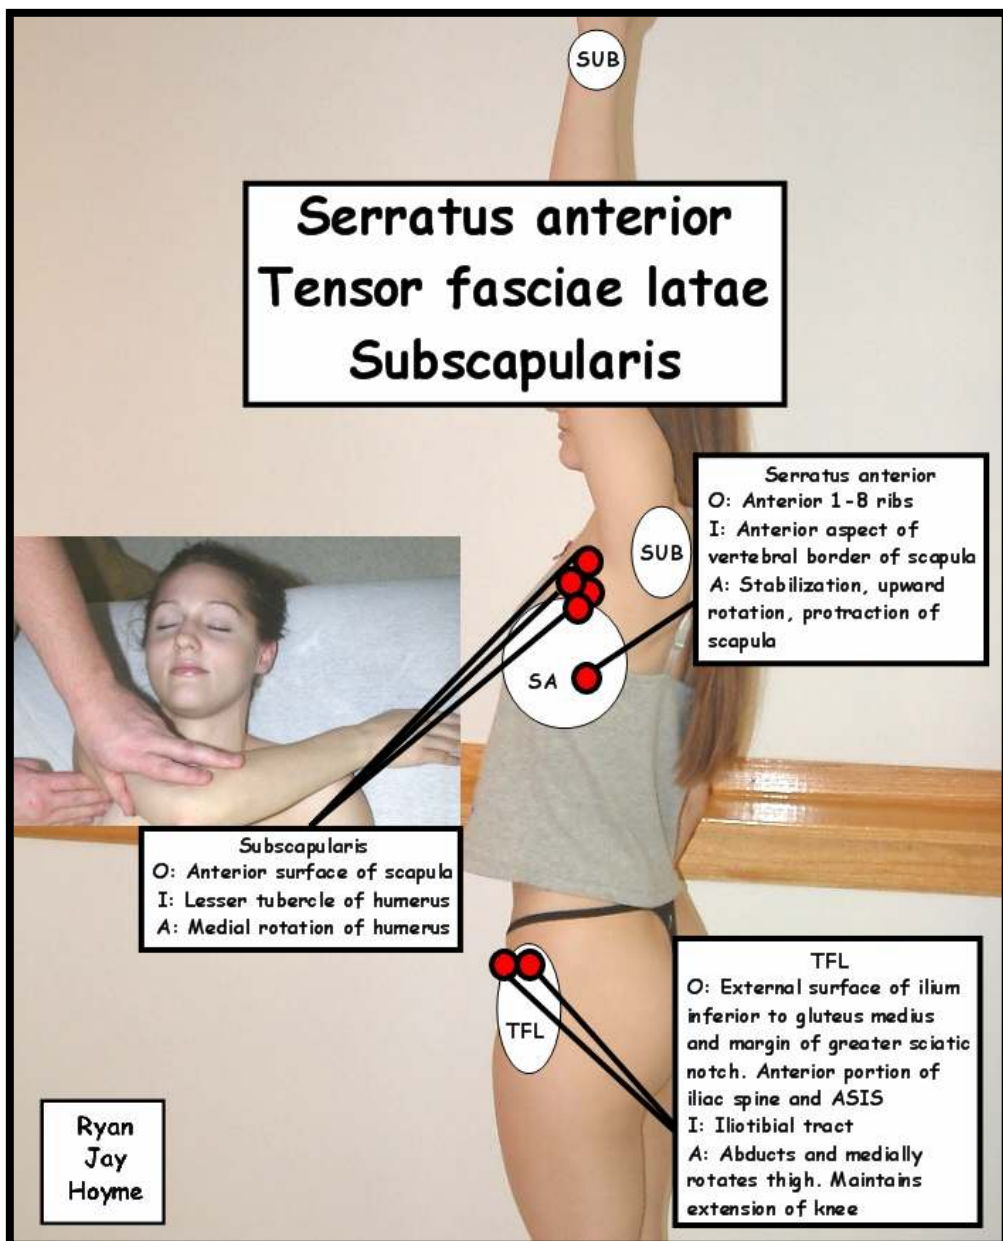 SUB
Serratus anterior
Tensor fasciae latae
Subscapularis
Serratus anterior
O: Anterior 1-8 ribs
I: Anterior aspect of
vertebral border of scapula
A: Stabilization, upward
rotation, protraction of
scapula
SUB
SA
Subscapularis
O: Anterior surface of scapula
I: Lesser tubercle of humerus
A: Medial rotation of humerus
TFL
TFL
O: External surface of ilium
inferior to gluteus medius
and margin of greater sciatic
notch. Anterior portion of
iliac spine and ASIS
I: Iliotibial tract
A: Abducts and medially
rotates thigh. Maintains
extension of knee
Ryan
Jay
Hoyme